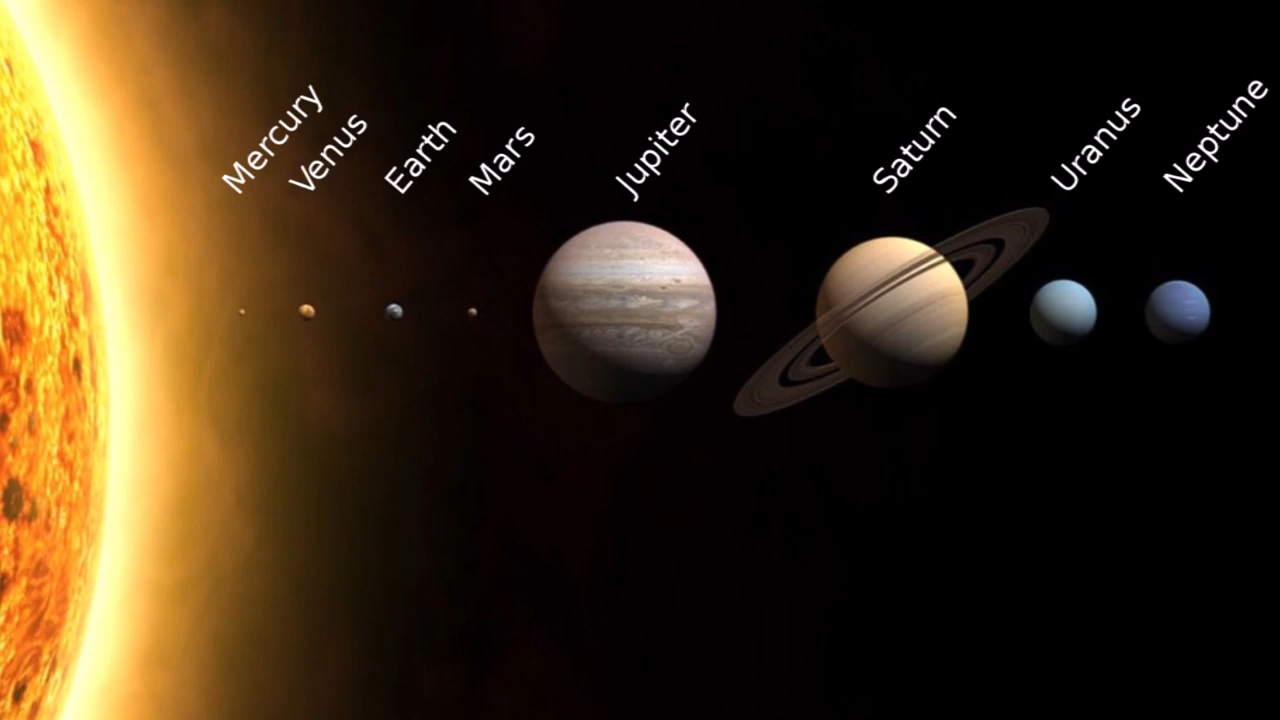 Mercury
Venus
Earth
Mars
Jupiter
Saturn
Uranus
Neptune